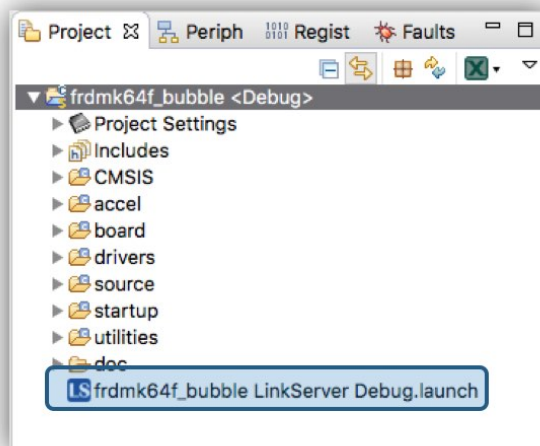 Project Periph Regist Faults
frdmk64f_bubble <Debug>
Project Settings
Includes
CMSIS
accel
board
drivers
source
startup
utilities
doc
LS frdmk64f_bubble LinkServer Debug.launch